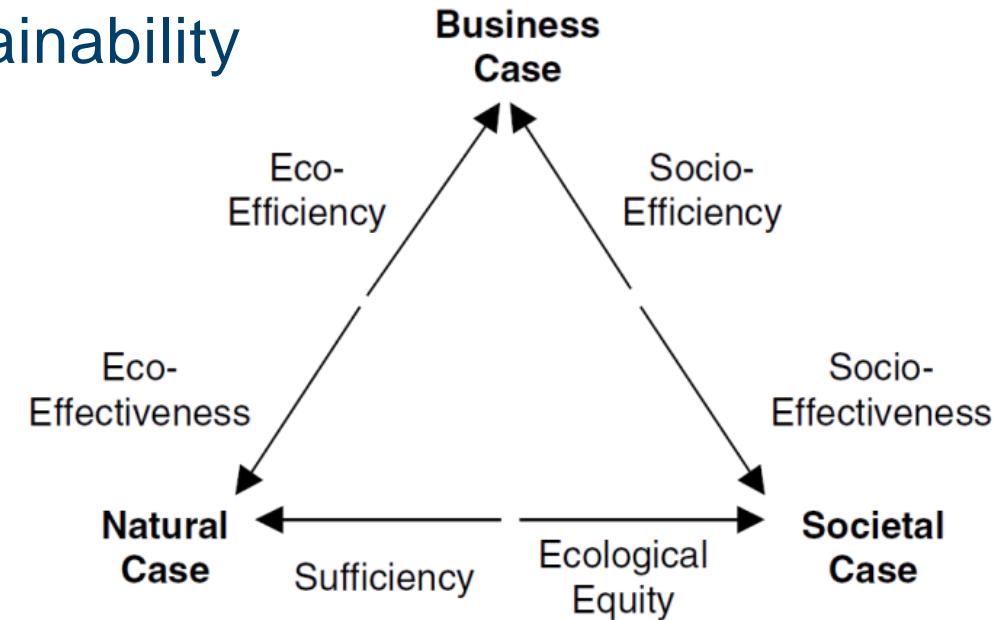 ainability
Business
Case
Eco-
Efficiency
Socio-
Efficiency
Eco-
Effectiveness
Socio-
Effectiveness
Natural
Case
Sufficiency
Ecological
Equity
Societal
Case